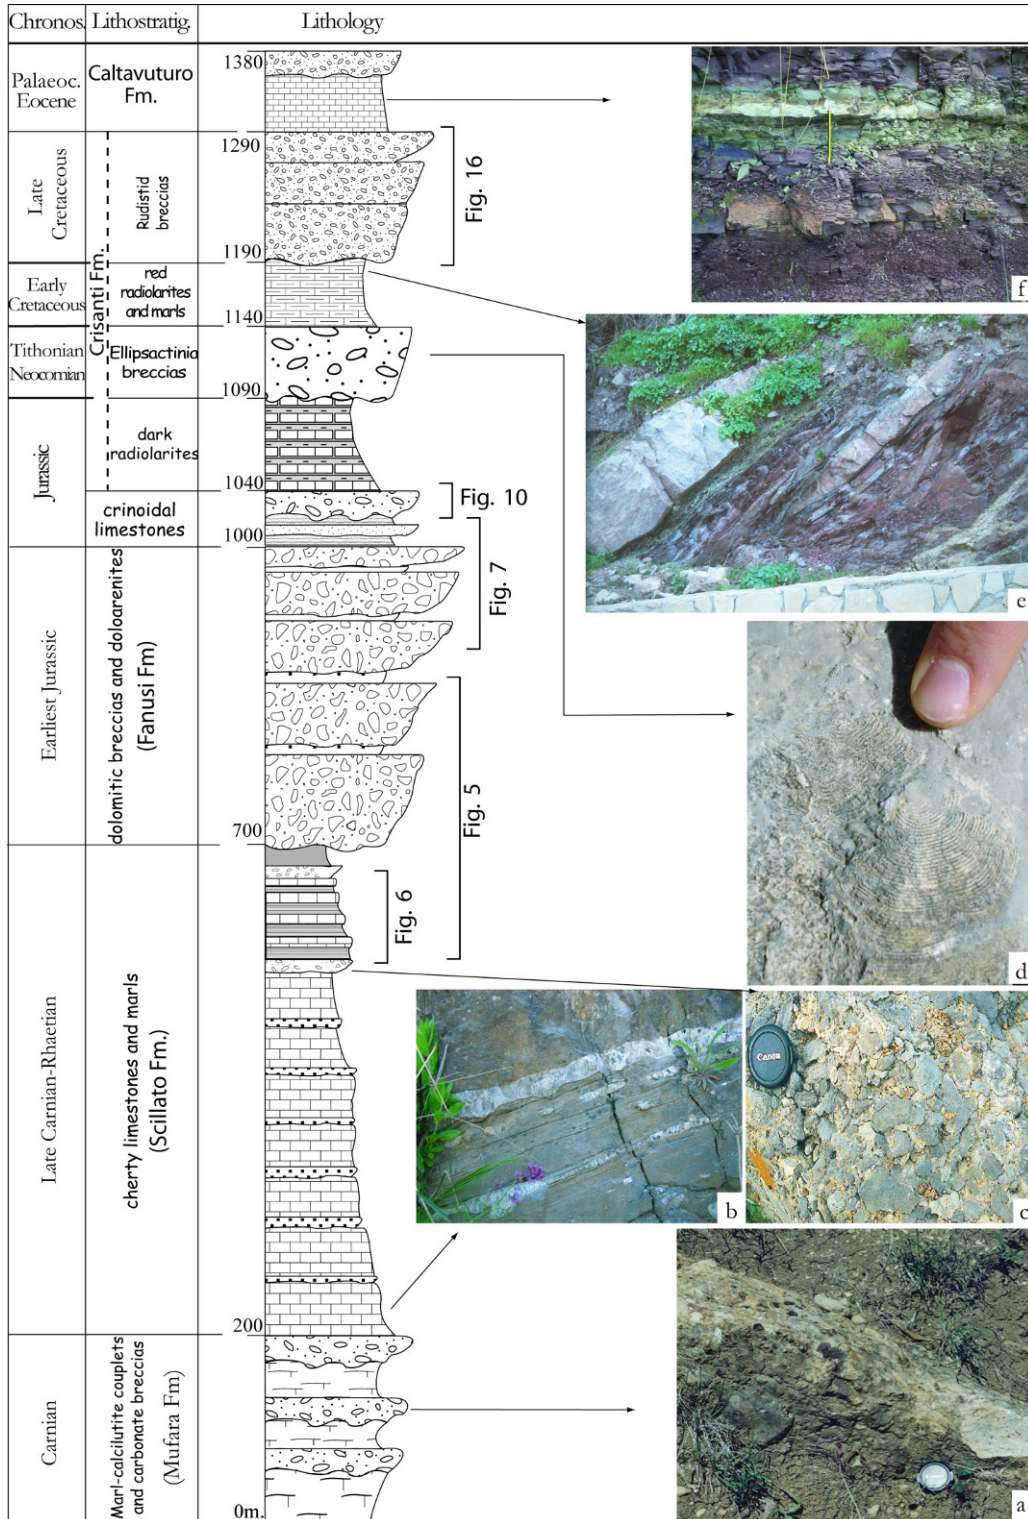 Chronos. Lithostratig. Lithology
Palaeoc.
Eocene
Caltavuturo
Fm.
1380
1290
Late
Cretaceous
Rudistid
breccias
Fig. 16
1190
Crisanti Fm.
Early
Cretaceous
red
radiolarites
and marls
1140
Tithonian
Neocomian
Ellipsactinia
breccias
1090
Jurassic
dark
radiolarites
1040
crinoidal
limestones
Fig. 10
1000
Fig. 7
Earliest Jurassic
dolomitic breccias and doloarenites
(Fanusi Fm)
Fig. 5
700
Fig. 6
Late Carnian-Rhaetian
cherty limestones and marls
(Scillato Fm.)
200
Carnian
Marl-calcilutite couplets
and carbonate breccias
(Mufara Fm)
0m.
f
e
d
Canon
c
b
a